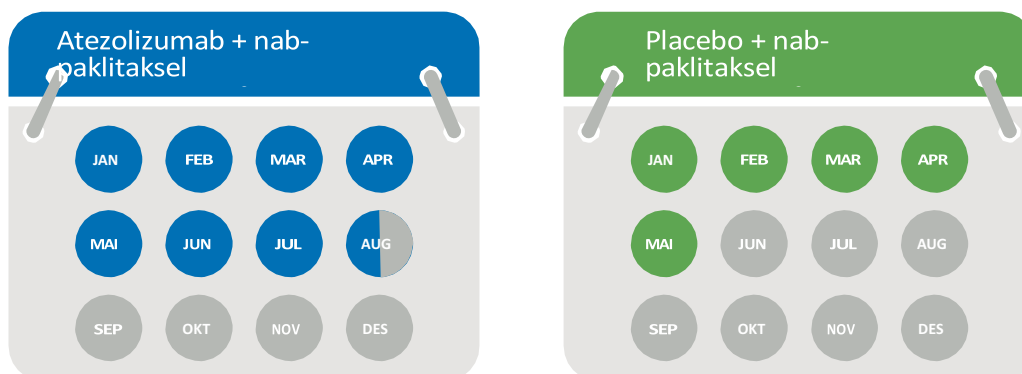 Atezolizumab + nab-
paklitaksel
JAN FEB MAR APR
MAI JUN JUL AUG
SEP OKT NOV DES
Placebo + nab-
paklitaksel
JAN FEB MAR APR
MAI JUN JUL AUG
SEP OKT NOV DES